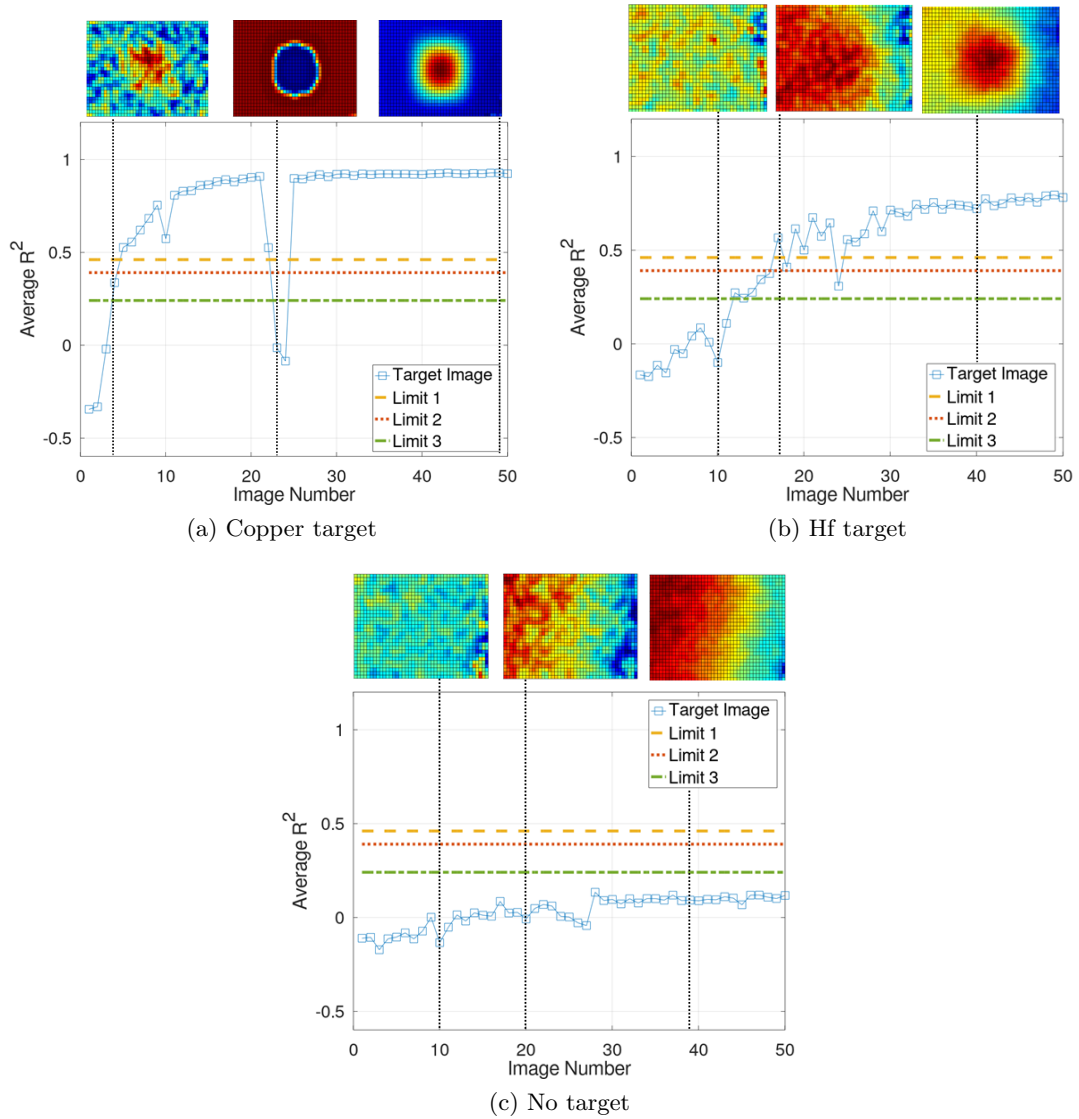 1
0.5
0
-0.5
Average R²
0
10
20
30
40
50
Image Number
Target Image
Limit 1
Limit 2
Limit 3
(a) Copper target
1
0.5
0
-0.5
Average R²
0
10
20
30
40
50
Image Number
Target Image
Limit 1
Limit 2
Limit 3
(b) Hf target
1
0.5
0
-0.5
Average R²
0
10
20
30
40
50
Image Number
Target Image
Limit 1
Limit 2
Limit 3
(c) No target